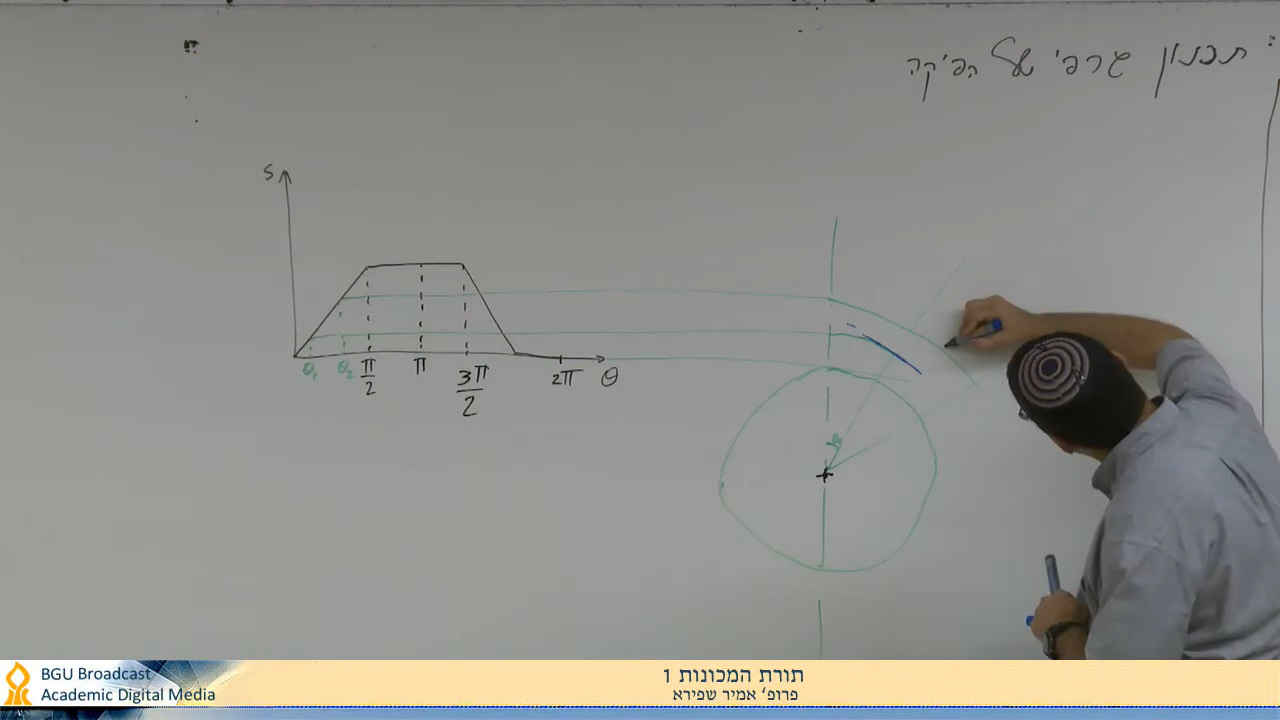 תכנון גרפי של הפיקה
S
θ₁ θ₂ π/2 π 3π/2 2π θ
BGU Broadcast
Academic Digital Media
תורת המכונות 1
פרופ' אמיר שפירא